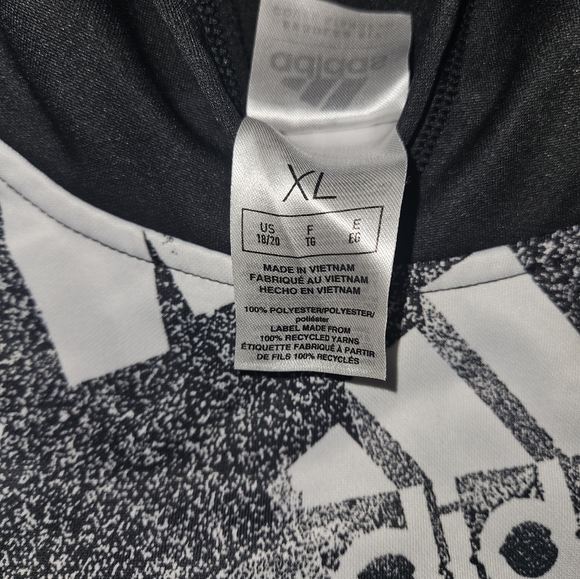 adidas
XL
US F E
18/20 TG EG
MADE IN VIETNAM
FABRIQUÉ AU VIETNAM
HECHO EN VIETNAM
100% POLYESTER/POLYESTER/
poliéster
LABEL MADE FROM
100% RECYCLED YARNS
ÉTIQUETTE FABRIQUÉ À PARTIR
DE FILS 100% RECYCLÉS